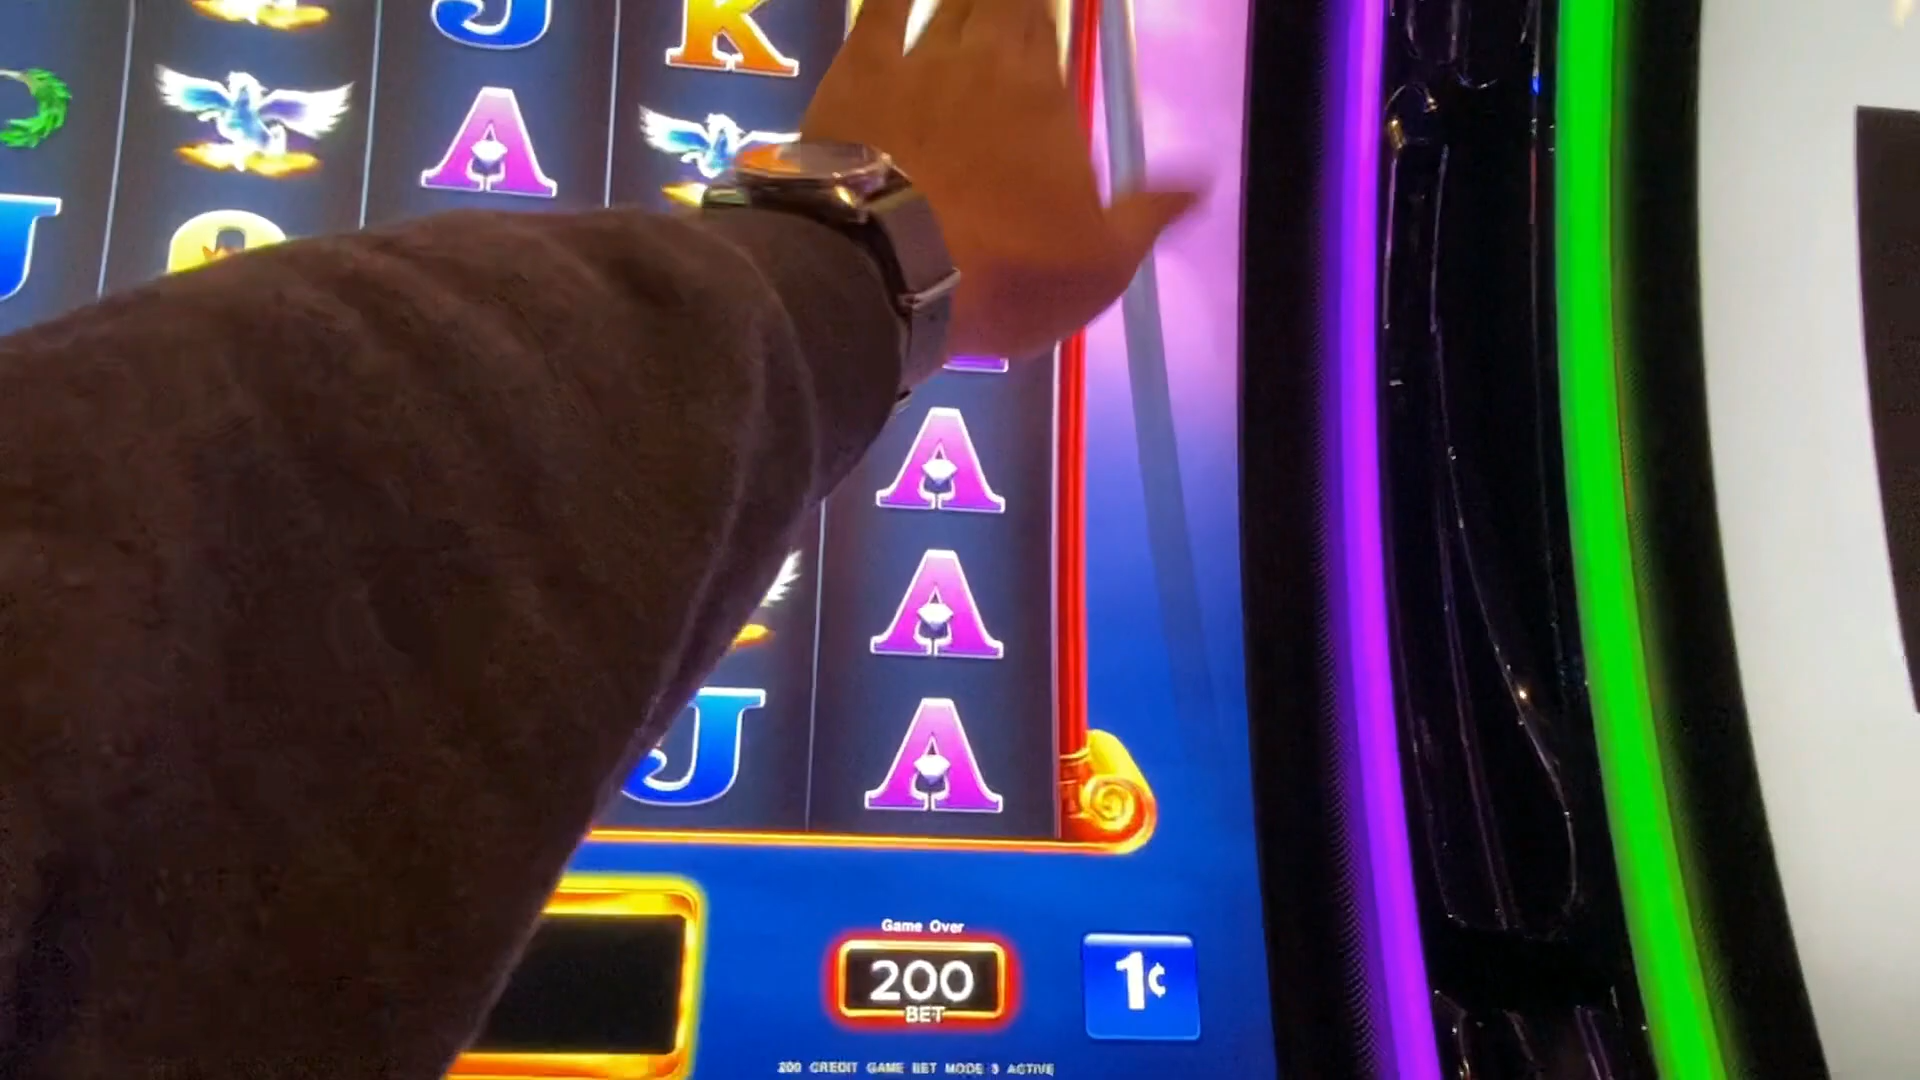 J K
A
J
A
A
J A
Game Over
200
BET
1¢
200 CREDIT GAME BET MODE 3 ACTIVE